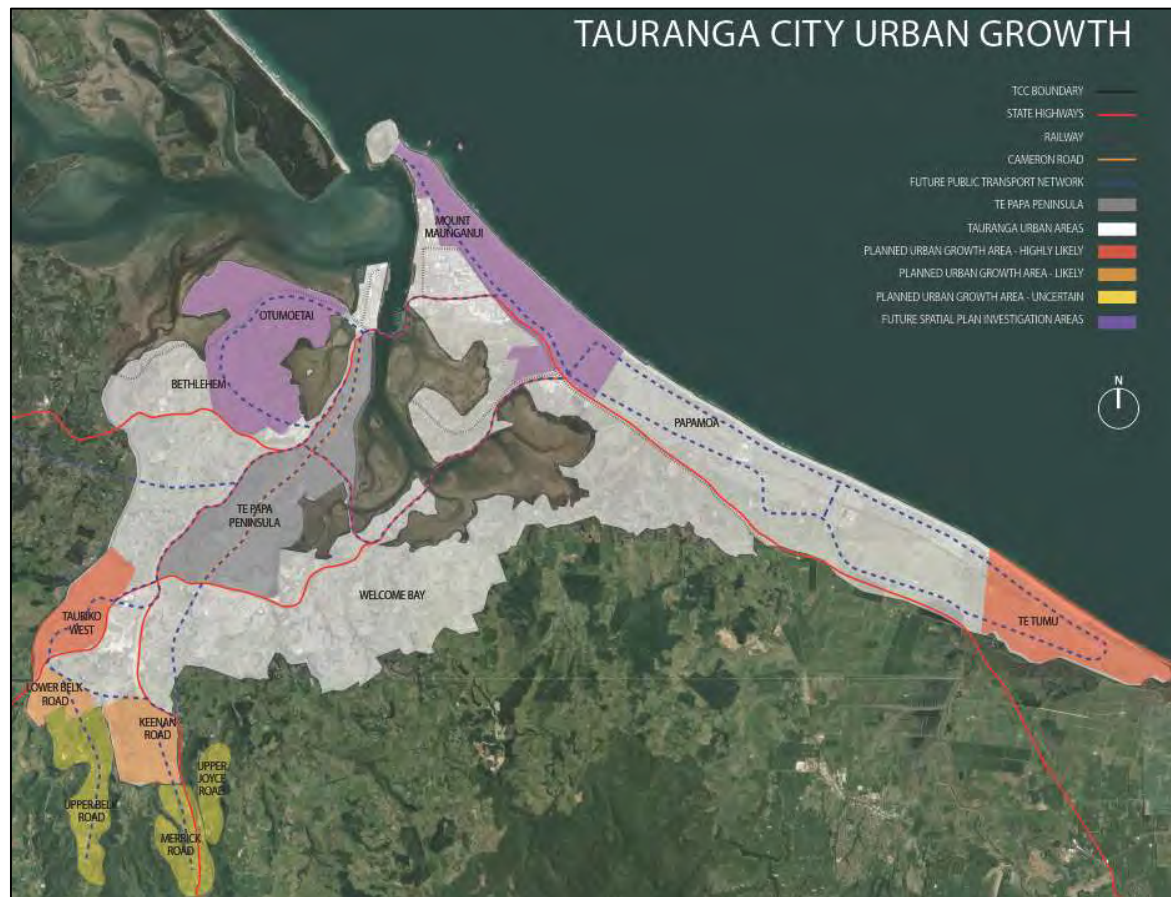 TAURANGA CITY URBAN GROWTH
TCC BOUNDARY
STATE HIGHWAYS
RAILWAY
CAMERON ROAD
FUTURE PUBLIC TRANSPORT NETWORK
TE PAPA PENINSULA
TAURANGA URBAN AREAS
PLANNED URBAN GROWTH AREA - HIGHLY LIKELY
PLANNED URBAN GROWTH AREA - LIKELY
PLANNED URBAN GROWTH AREA - UNCERTAIN
FUTURE SPATIAL PLAN INVESTIGATION AREAS
N
MOUNT
MAUNGANUI
OTUMOETAI
BETHLEHEM
PAPAMOA
TE PAPA
PENINSULA
WELCOME BAY
TAURIKO
WEST
TE TUMU
LOWER BELK
ROAD
KEENAN
ROAD
UPPER
JOYCE
ROAD
UPPER BELK
ROAD
MERRICK
ROAD